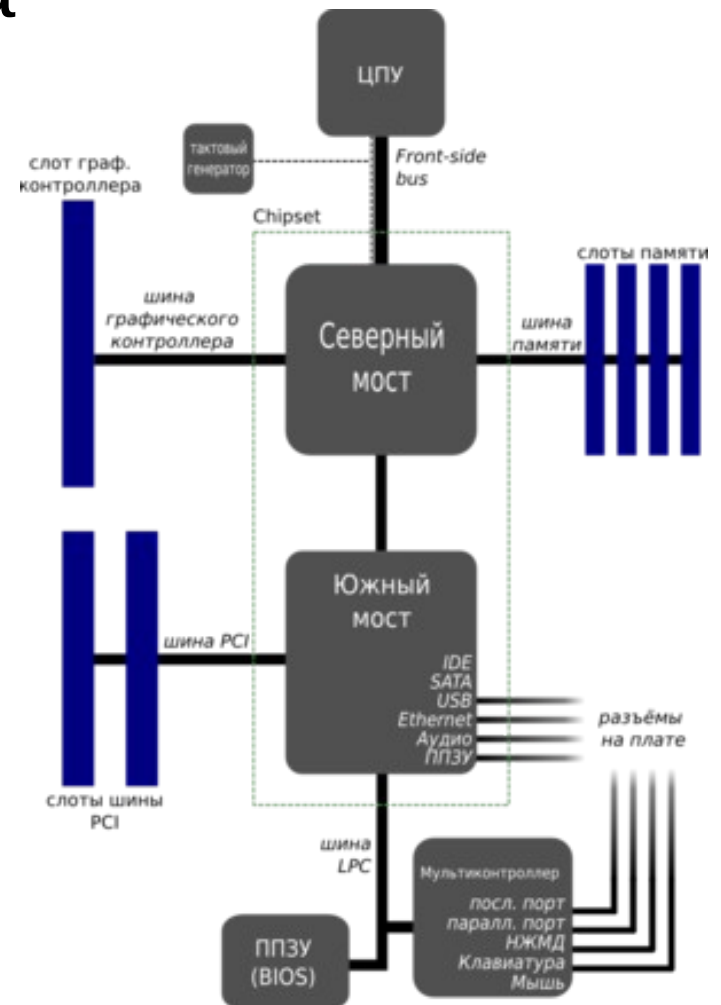 ЦПУ
тактовый
генератор
Front-side
bus
слот граф.
контроллера
Chipset
слоты памяти
шина
графического
контроллера
Северный
мост
шина
памяти
Южный
мост
шина PCI
IDE
SATA
USB
Ethernet
Аудио
ППЗУ
разъёмы
на плате
слоты шины
PCI
шина
LPC
Мультиконтроллер
посл. порт
паралл. порт
НЖМД
Клавиатура
Мышь
ППЗУ
(BIOS)